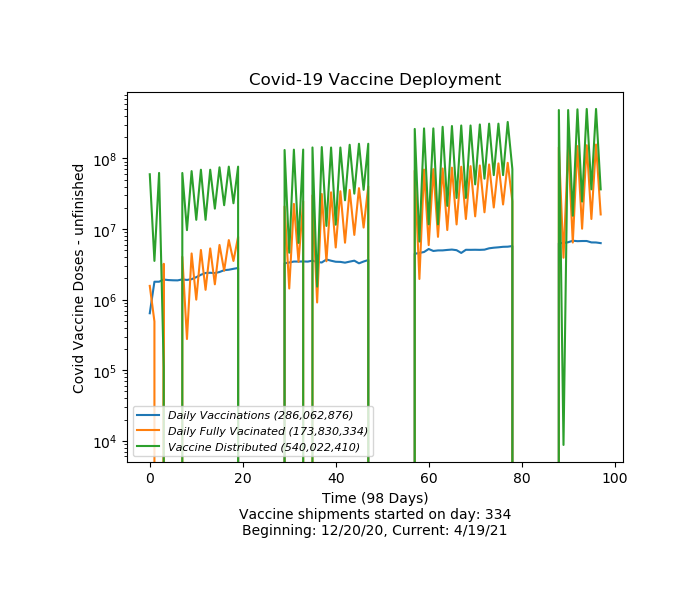 Covid-19 Vaccine Deployment
Covid Vaccine Doses - unfinished
10^8
10^7
10^6
10^5
10^4
Daily Vaccinations (286,062,876)
Daily Fully Vacinated (173,830,334)
Vaccine Distributed (540,022,410)
0 20 40 60 80 100
Time (98 Days)
Vaccine shipments started on day: 334
Beginning: 12/20/20, Current: 4/19/21